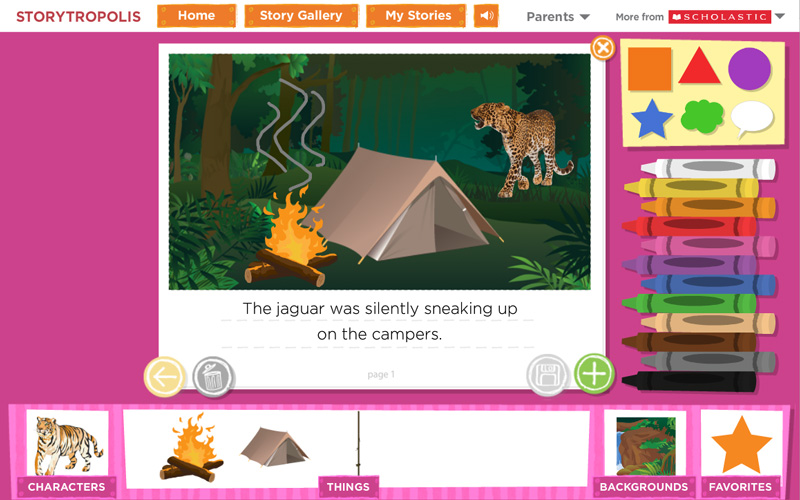 STORYTROPOLIS
Home
Story Gallery
My Stories
Parents
More from
SCHOLASTIC
The jaguar was silently sneaking up
on the campers.
page 1
CHARACTERS
THINGS
BACKGROUNDS
FAVORITES